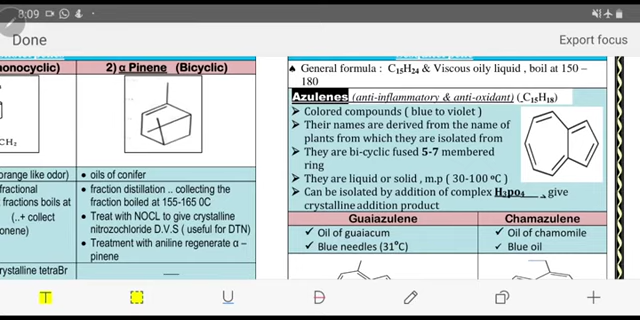 8:09
Done
Export focus
onocyclic)
2) α Pinene (Bicyclic)
CH₂
orange like odor)
fractional
fractions boils at
(..+ collect
onene)
rystalline tetraBr
• oils of conifer
• fraction distillation .. collecting the
fraction boiled at 155-165 0C
• Treat with NOCL to give crystalline
nitrozochloride D.V.S ( useful for DTN)
• Treatment with aniline regenerate α –
pinene
♠ General formula : C₁₅H₂₄ & Viscous oily liquid , boil at 150 –
180
Azulenes (anti-inflammatory & anti-oxidant) (C₁₅H₁₈)
➤ Colored compounds ( blue to violet )
➤ Their names are derived from the name of
plants from which they are isolated from
➤ They are bi-cyclic fused 5-7 membered
ring
➤ They are liquid or solid , m.p ( 30-100 ºC )
➤ Can be isolated by addition of complex H₃po₄ → give
crystalline addition product
Guaiazulene
Chamazulene
✓ Oil of guaiacum
✓ Blue needles (31°C)
✓ Oil of chamomile
✓ Blue oil
T
U
D